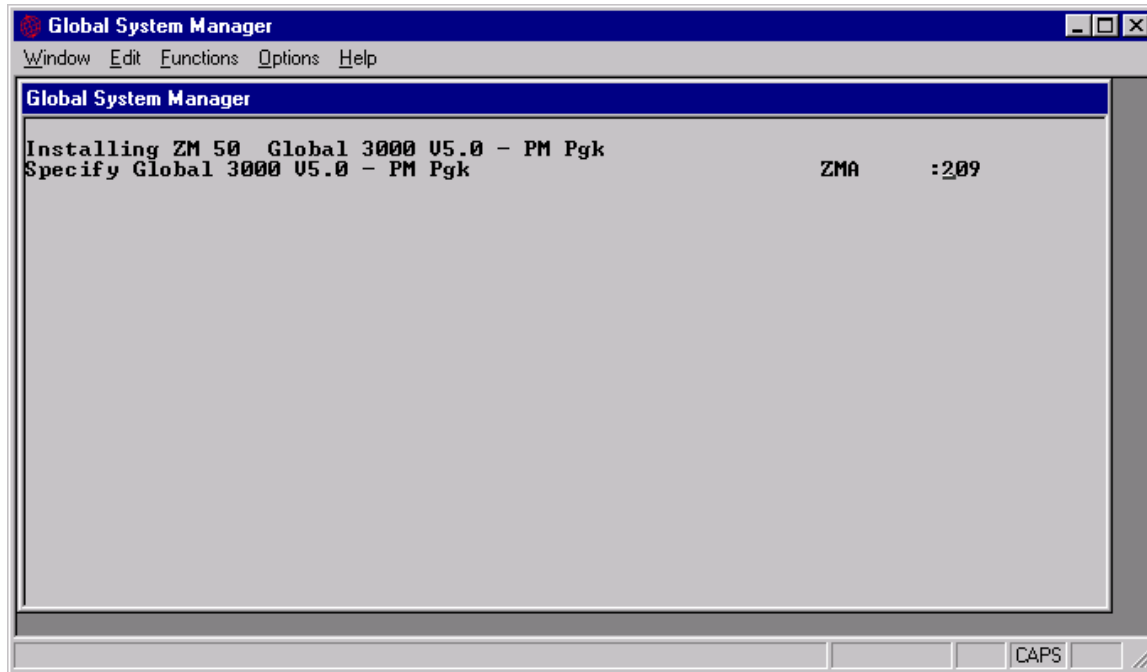 Global System Manager
Window Edit Functions Options Help
Global System Manager
Installing ZM 50 Global 3000 V5.0 - PM Pgk
Specify Global 3000 V5.0 - PM Pgk ZMA :209
CAPS